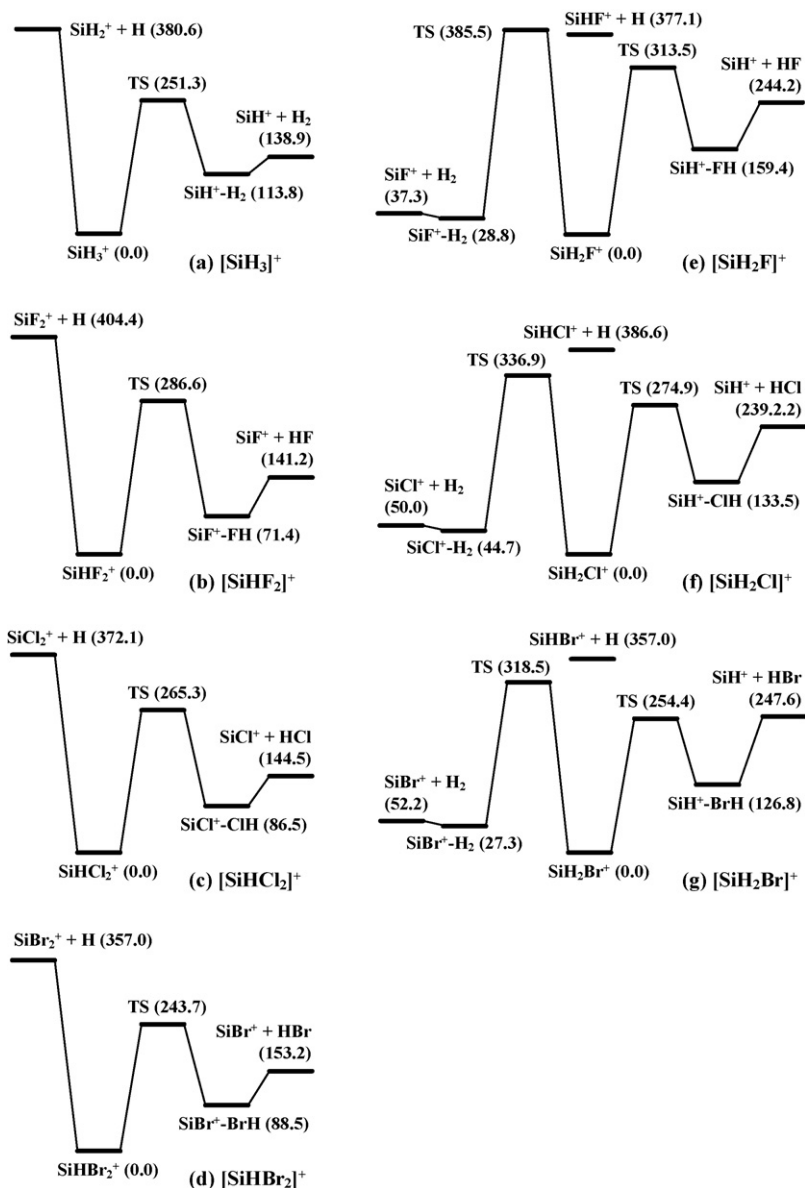 SiH₂⁺ + H (380.6)
TS (251.3)
SiH⁺ + H₂
(138.9)
SiH⁺-H₂ (113.8)
SiH₃⁺ (0.0)
(a) [SiH₃]⁺
SiF₂⁺ + H (404.4)
TS (286.6)
SiF⁺ + HF
(141.2)
SiF⁺-FH (71.4)
SiHF₂⁺ (0.0)
(b) [SiHF₂]⁺
SiCl₂⁺ + H (372.1)
TS (265.3)
SiCl⁺ + HCl
(144.5)
SiCl⁺-ClH (86.5)
SiHCl₂⁺ (0.0)
(c) [SiHCl₂]⁺
SiBr₂⁺ + H (357.0)
TS (243.7)
SiBr⁺ + HBr
(153.2)
SiBr⁺-BrH (88.5)
SiHBr₂⁺ (0.0)
(d) [SiHBr₂]⁺
SiHF⁺ + H (377.1)
TS (385.5)
TS (313.5)
SiH⁺ + HF
(244.2)
SiF⁺ + H₂
(37.3)
SiH⁺-FH (159.4)
SiF⁺-H₂ (28.8)
SiH₂F⁺ (0.0)
(e) [SiH₂F]⁺
SiHCl⁺ + H (386.6)
TS (336.9)
TS (274.9)
SiH⁺ + HCl
(239.2.2)
SiCl⁺ + H₂
(50.0)
SiH⁺-ClH (133.5)
SiCl⁺-H₂ (44.7)
SiH₂Cl⁺ (0.0)
(f) [SiH₂Cl]⁺
SiHBr⁺ + H (357.0)
TS (318.5)
TS (254.4)
SiH⁺ + HBr
(247.6)
SiBr⁺ + H₂
(52.2)
SiH⁺-BrH (126.8)
SiBr⁺-H₂ (27.3)
SiH₂Br⁺ (0.0)
(g) [SiH₂Br]⁺